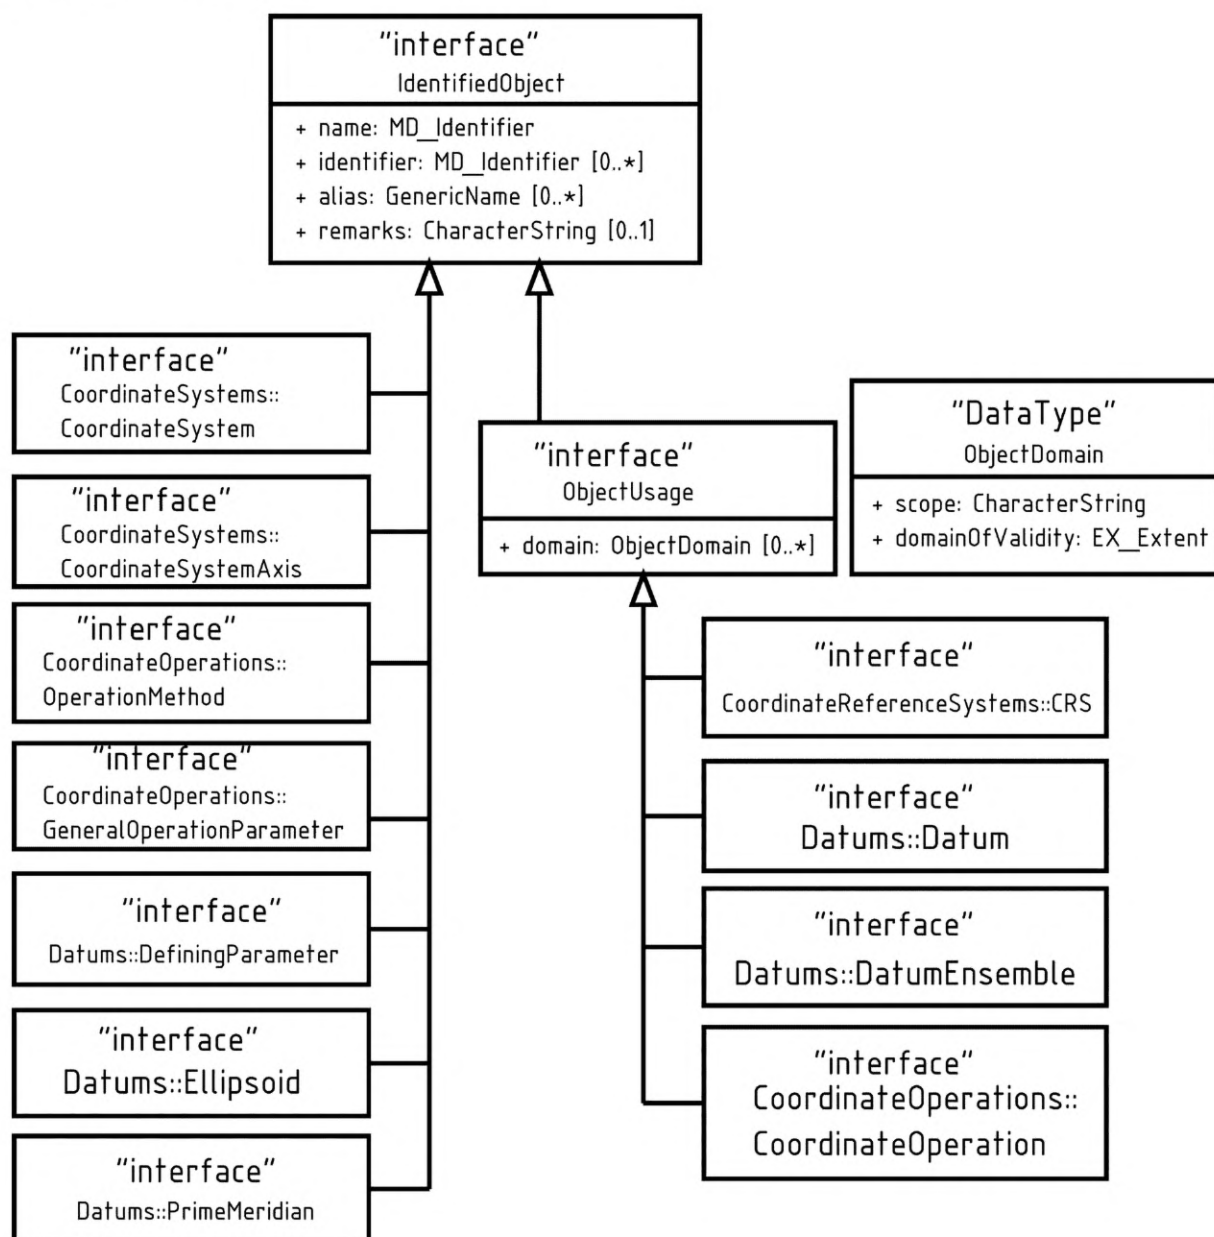 "interface"
IdentifiedObject
+ name: MD_Identifier
+ identifier: MD_Identifier [0..*]
+ alias: GenericName [0..*]
+ remarks: CharacterString [0..1]
"interface"
CoordinateSystems::
CoordinateSystem
"interface"
CoordinateSystems::
CoordinateSystemAxis
"interface"
CoordinateOperations::
OperationMethod
"interface"
CoordinateOperations::
GeneralOperationParameter
"interface"
Datums::DefiningParameter
"interface"
Datums::Ellipsoid
"interface"
Datums::PrimeMeridian
"interface"
ObjectUsage
+ domain: ObjectDomain [0..*]
"DataType"
ObjectDomain
+ scope: CharacterString
+ domainOfValidity: EX_Extent
"interface"
CoordinateReferenceSystems::CRS
"interface"
Datums::Datum
"interface"
Datums::DatumEnsemble
"interface"
CoordinateOperations::
CoordinateOperation